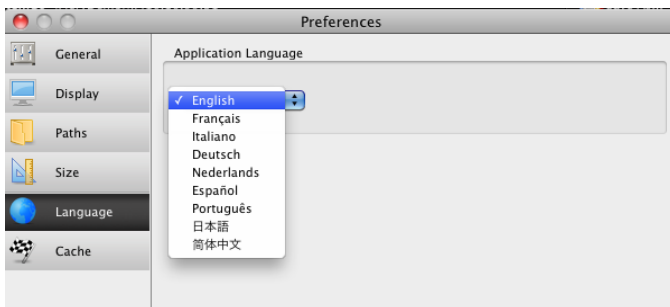 Preferences
General
Display
Paths
Size
Language
Cache
Application Language
✓ English
Français
Italiano
Deutsch
Nederlands
Español
Português
日本語
简体中文